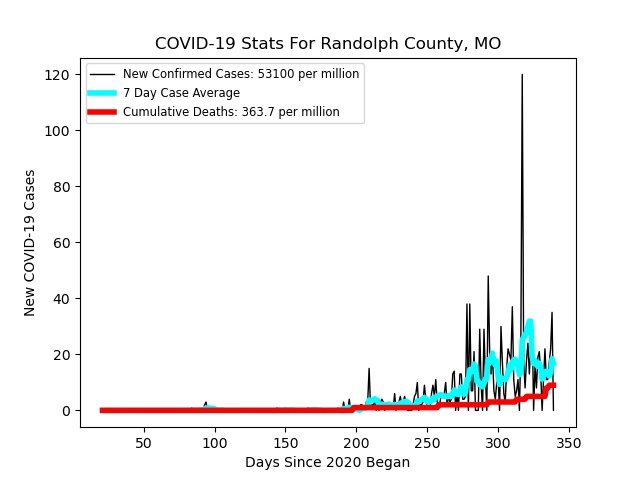 COVID-19 Stats For Randolph County, MO
New Confirmed Cases: 53100 per million
7 Day Case Average
Cumulative Deaths: 363.7 per million
New COVID-19 Cases
120
100
80
60
40
20
0
50 100 150 200 250 300 350
Days Since 2020 Began